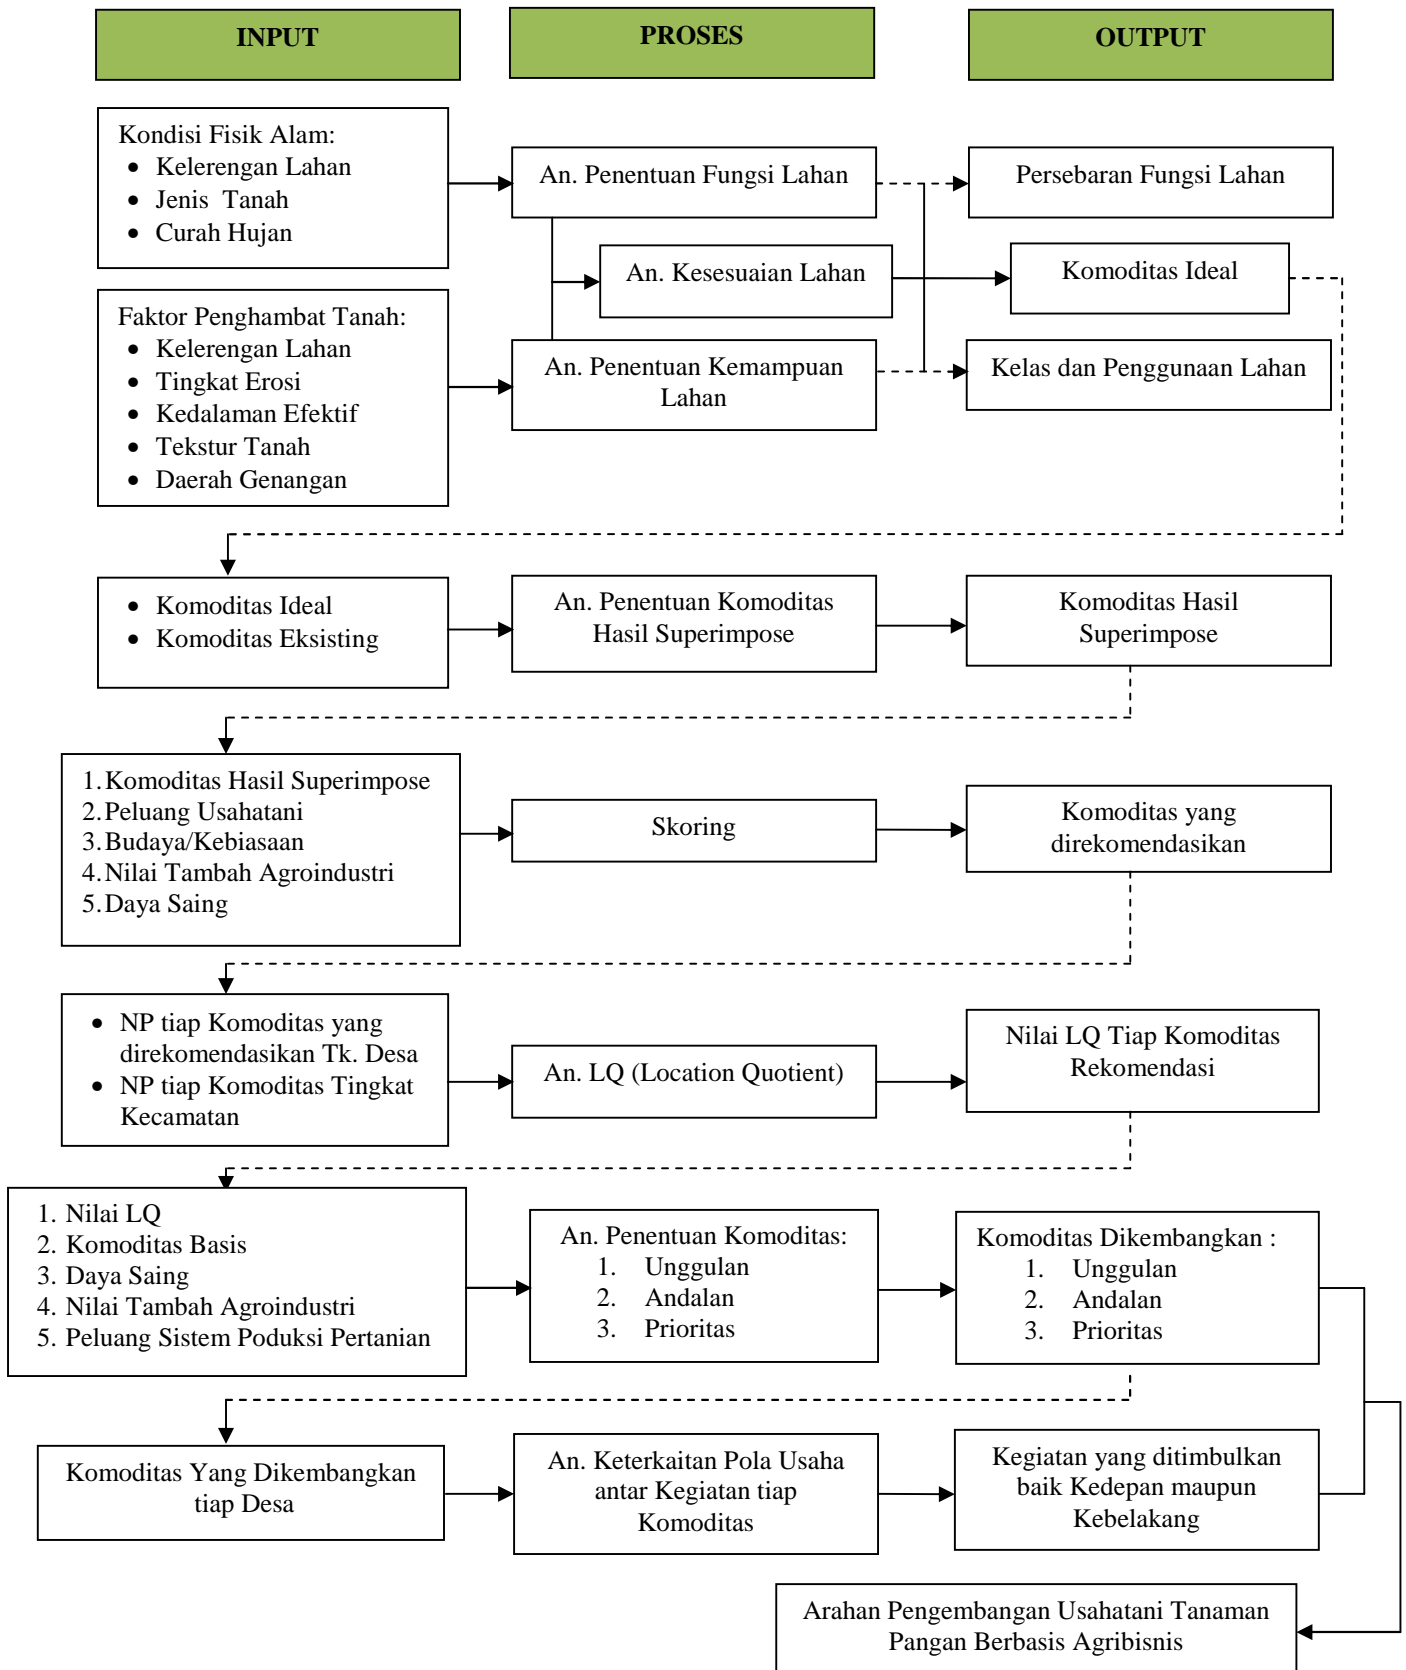 INPUT
PROSES
OUTPUT
Kondisi Fisik Alam:
• Kelerengan Lahan
• Jenis Tanah
• Curah Hujan
An. Penentuan Fungsi Lahan
Persebaran Fungsi Lahan
An. Kesesuaian Lahan
Komoditas Ideal
Faktor Penghambat Tanah:
• Kelerengan Lahan
• Tingkat Erosi
• Kedalaman Efektif
• Tekstur Tanah
• Daerah Genangan
An. Penentuan Kemampuan
Lahan
Kelas dan Penggunaan Lahan
• Komoditas Ideal
• Komoditas Eksisting
An. Penentuan Komoditas
Hasil Superimpose
Komoditas Hasil
Superimpose
1. Komoditas Hasil Superimpose
2. Peluang Usahatani
3. Budaya/Kebiasaan
4. Nilai Tambah Agroindustri
5. Daya Saing
Skoring
Komoditas yang
direkomendasikan
• NP tiap Komoditas yang
direkomendasikan Tk. Desa
• NP tiap Komoditas Tingkat
Kecamatan
An. LQ (Location Quotient)
Nilai LQ Tiap Komoditas
Rekomendasi
1. Nilai LQ
2. Komoditas Basis
3. Daya Saing
4. Nilai Tambah Agroindustri
5. Peluang Sistem Poduksi Pertanian
An. Penentuan Komoditas:
1. Unggulan
2. Andalan
3. Prioritas
Komoditas Dikembangkan :
1. Unggulan
2. Andalan
3. Prioritas
Komoditas Yang Dikembangkan
tiap Desa
An. Keterkaitan Pola Usaha
antar Kegiatan tiap
Komoditas
Kegiatan yang ditimbulkan
baik Kedepan maupun
Kebelakang
Arahan Pengembangan Usahatani Tanaman
Pangan Berbasis Agribisnis